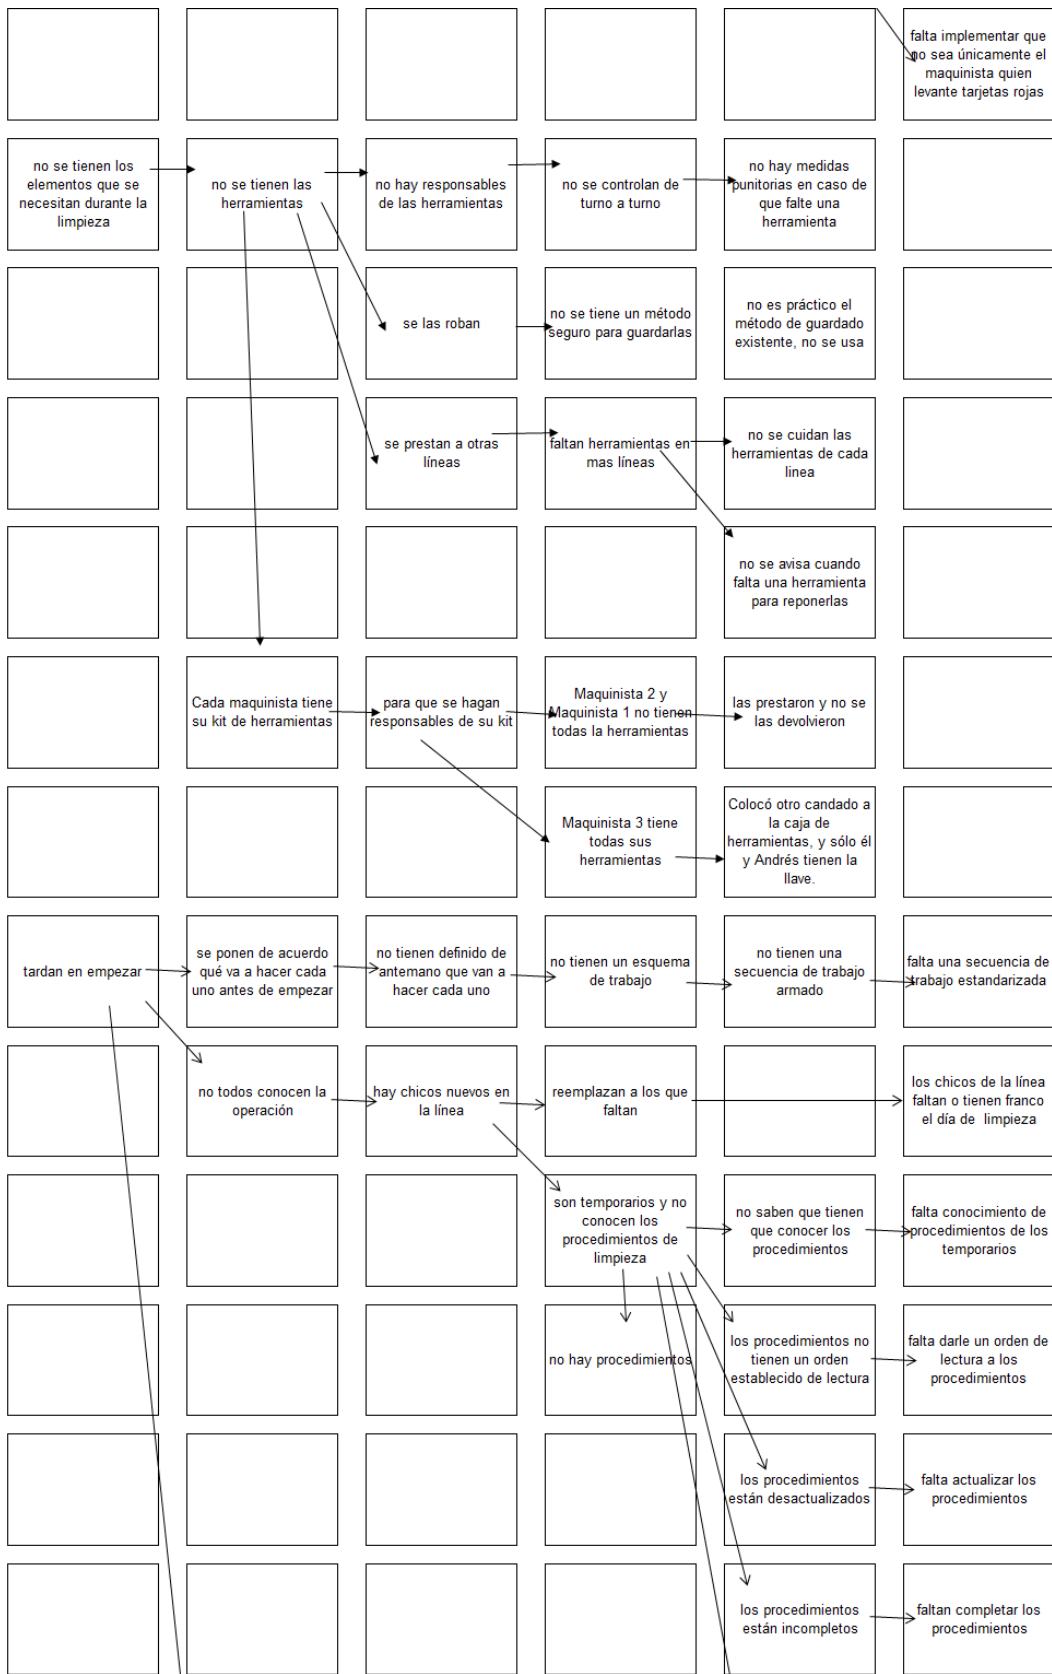 falta implementar que
no sea únicamente el
maquinista quien
levante tarjetas rojas
no se tienen los
elementos que se
necesitan durante la
limpieza
no se tienen las
herramientas
no hay responsables
de las herramientas
no se controlan de
turno a turno
no hay medidas
punitorias en caso de
que falte una
herramienta
se las roban
no se tiene un método
seguro para guardarlas
no es práctico el
método de guardado
existente, no se usa
se prestan a otras
líneas
faltan herramientas en
mas líneas
no se cuidan las
herramientas de cada
linea
no se avisa cuando
falta una herramienta
para reponerlas
Cada maquinista tiene
su kit de herramientas
para que se hagan
responsables de su kit
Maquinista 2 y
Maquinista 1 no tienen
todas la herramientas
las prestaron y no se
las devolvieron
Maquinista 3 tiene
todas sus
herramientas
Colocó otro candado a
la caja de
herramientas, y sólo él
y Andrés tienen la
llave.
tardan en empezar
se ponen de acuerdo
qué va a hacer cada
uno antes de empezar
no tienen definido de
antemano que van a
hacer cada uno
no tienen un esquema
de trabajo
no tienen una
secuencia de trabajo
armado
falta una secuencia de
trabajo estandarizada
no todos conocen la
operación
hay chicos nuevos en
la línea
reemplazan a los que
faltan
los chicos de la línea
faltan o tienen franco
el día de limpieza
son temporarios y no
conocen los
procedimientos de
limpieza
no saben que tienen
que conocer los
procedimientos
falta conocimiento de
procedimientos de los
temporarios
no hay procedimientos
los procedimientos no
tienen un orden
establecido de lectura
falta darle un orden de
lectura a los
procedimientos
los procedimientos
están desactualizados
falta actualizar los
procedimientos
los procedimientos
están incompletos
faltan completar los
procedimientos